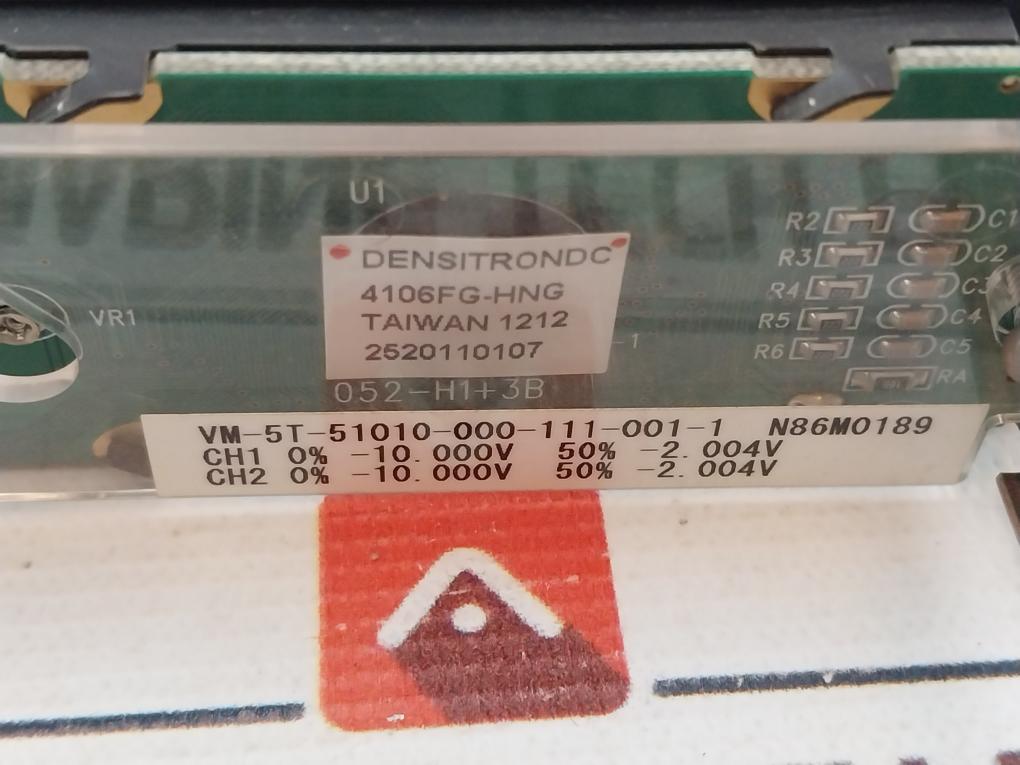 U1
DENSITRONDC
4106FG-HNG
TAIWAN 1212
2520110107
-1
VR1
052-H1+3B
R2 C1
R3 C2
R4 C3
R5 C4
R6 C5
RA
VM-5T-51010-000-111-001-1 N86M0189
CH1 0% -10.000V 50% -2.004V
CH2 0% -10.000V 50% -2.004V